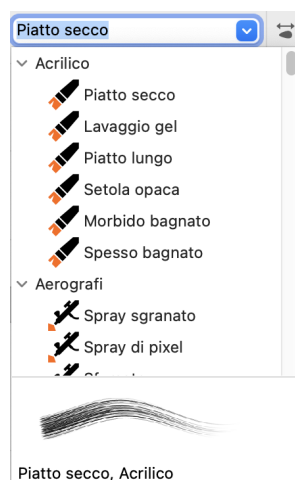 Piatto secco
Acrilico
Piatto secco
Lavaggio gel
Piatto lungo
Setola opaca
Morbido bagnato
Spesso bagnato
Aerografi
Spray sgranato
Spray di pixel
Piatto secco, Acrilico